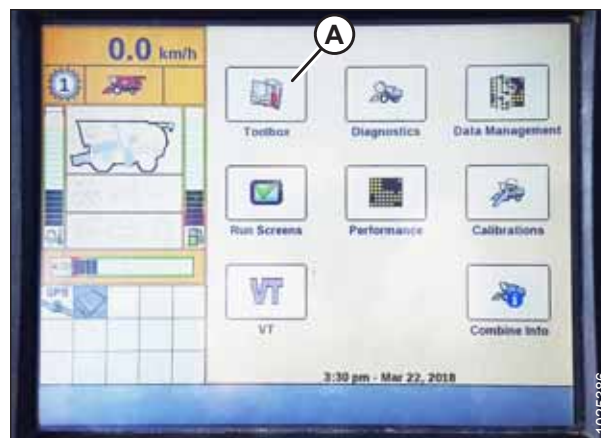 A
0.0 km/h
1
Toolbox
Diagnostics
Data Management
Run Screens
Performance
Calibrations
GPS
VT
VT
Combine Info
3:30 pm - Mar 22, 2018
1025286